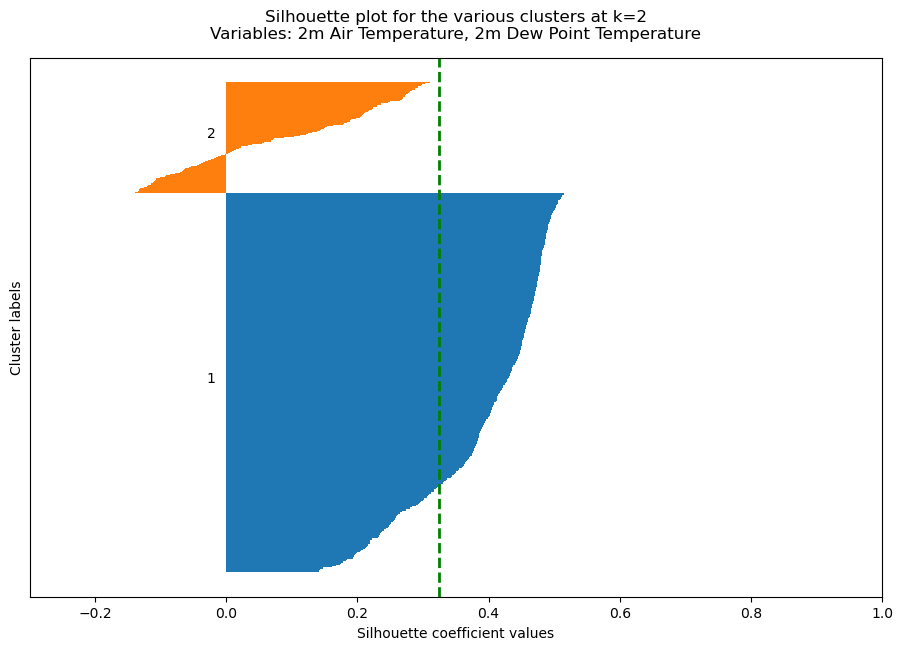 Silhouette plot for the various clusters at k=2
Variables: 2m Air Temperature, 2m Dew Point Temperature
2
1
Cluster labels
−0.2 0.0 0.2 0.4 0.6 0.8 1.0
Silhouette coefficient values